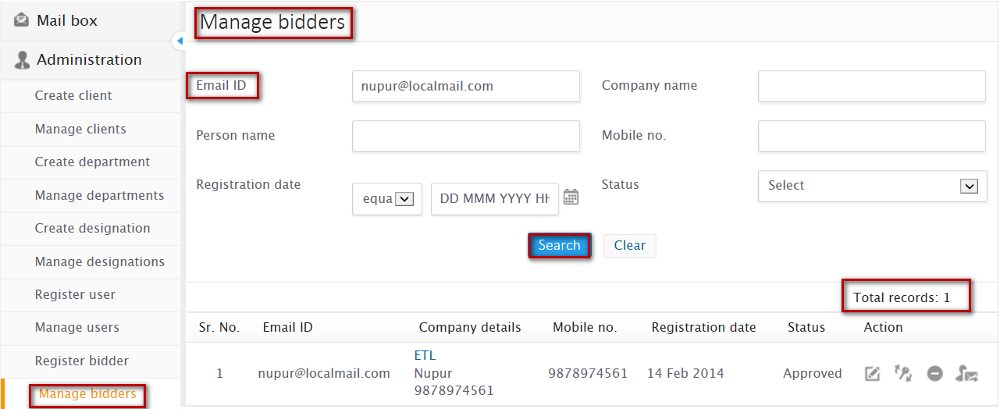 Mail box
Administration
Create client
Manage clients
Create department
Manage departments
Create designation
Manage designations
Register user
Manage users
Register bidder
Manage bidders
Manage bidders
Email ID nupur@localmail.com Company name
Person name Mobile no.
Registration date equa DD MMM YYYY HH Status Select
Search Clear
Total records: 1
Sr. No. Email ID Company details Mobile no. Registration date Status Action
ETL
1 nupur@localmail.com Nupur 9878974561 14 Feb 2014 Approved
9878974561